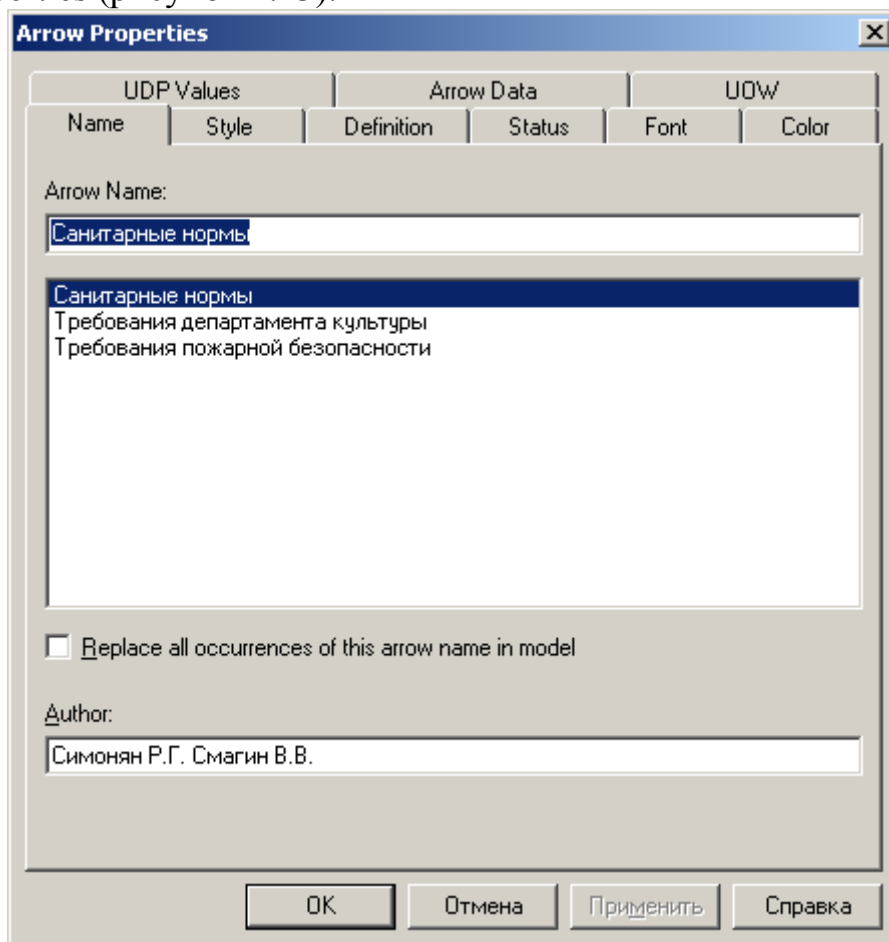 Arrow Properties
UDP Values Arrow Data UOW
Name Style Definition Status Font Color
Arrow Name:
Санитарные нормы
Санитарные нормы
Требования департамента культуры
Требования пожарной безопасности
Replace all occurrences of this arrow name in model
Author:
Симонян Р.Г. Смагин В.В.
OK Отмена Применить Справка